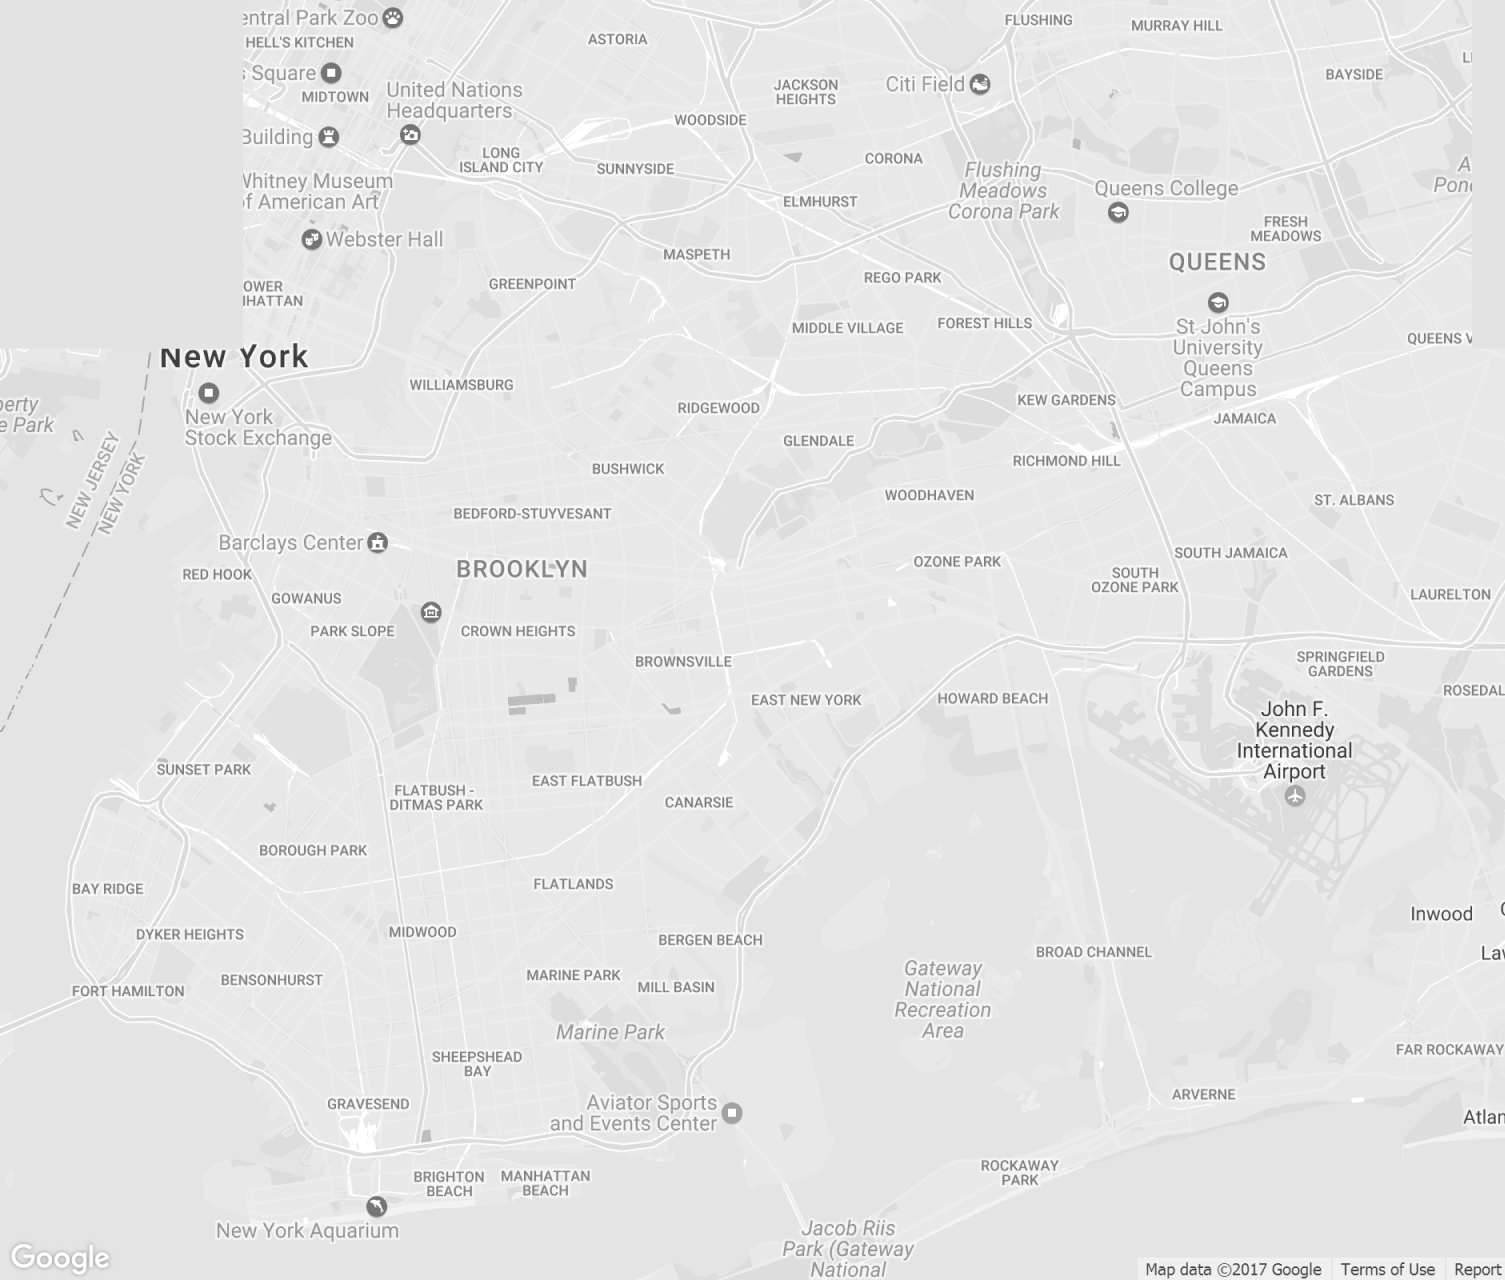 entral Park Zoo
HELL'S KITCHEN
ASTORIA
FLUSHING
MURRAY HILL
s Square
MIDTOWN
United Nations
Headquarters
JACKSON
HEIGHTS
Citi Field
BAYSIDE
Building
LONG
ISLAND CITY
WOODSIDE
SUNNYSIDE
CORONA
Whitney Museum
of American Art
Flushing
Meadows
Corona Park
Queens College
A
Pond
ELMHURST
FRESH
MEADOWS
Webster Hall
MASPETH
QUEENS
REGO PARK
GREENPOINT
OWER
NHATTAN
St John's
University
Queens
Campus
MIDDLE VILLAGE
FOREST HILLS
QUEENS V
New York
New York
Stock Exchange
WILLIAMSBURG
RIDGEWOOD
KEW GARDENS
JAMAICA
berty
e Park
GLENDALE
RICHMOND HILL
NEW JERSEY
NEW YORK
BUSHWICK
WOODHAVEN
ST. ALBANS
BEDFORD-STUYVESANT
Barclays Center
BROOKLYN
OZONE PARK
SOUTH JAMAICA
SOUTH
OZONE PARK
RED HOOK
GOWANUS
LAURELTON
PARK SLOPE
CROWN HEIGHTS
BROWNSVILLE
SPRINGFIELD
GARDENS
EAST NEW YORK
HOWARD BEACH
ROSEDAL
John F.
Kennedy
International
Airport
SUNSET PARK
FLATBUSH -
DITMAS PARK
EAST FLATBUSH
CANARSIE
BOROUGH PARK
BAY RIDGE
FLATLANDS
Inwood
DYKER HEIGHTS
MIDWOOD
BERGEN BEACH
BROAD CHANNEL
Law
FORT HAMILTON
BENSONHURST
MARINE PARK
MILL BASIN
Gateway
National
Recreation
Area
Marine Park
SHEEPSHEAD
BAY
FAR ROCKAWAY
GRAVESEND
Aviator Sports
and Events Center
ARVERNE
Atlan
BRIGHTON
BEACH
MANHATTAN
BEACH
ROCKAWAY
PARK
New York Aquarium
Jacob Riis
Park (Gateway
National
Google
Map data ©2017 Google
Terms of Use
Report